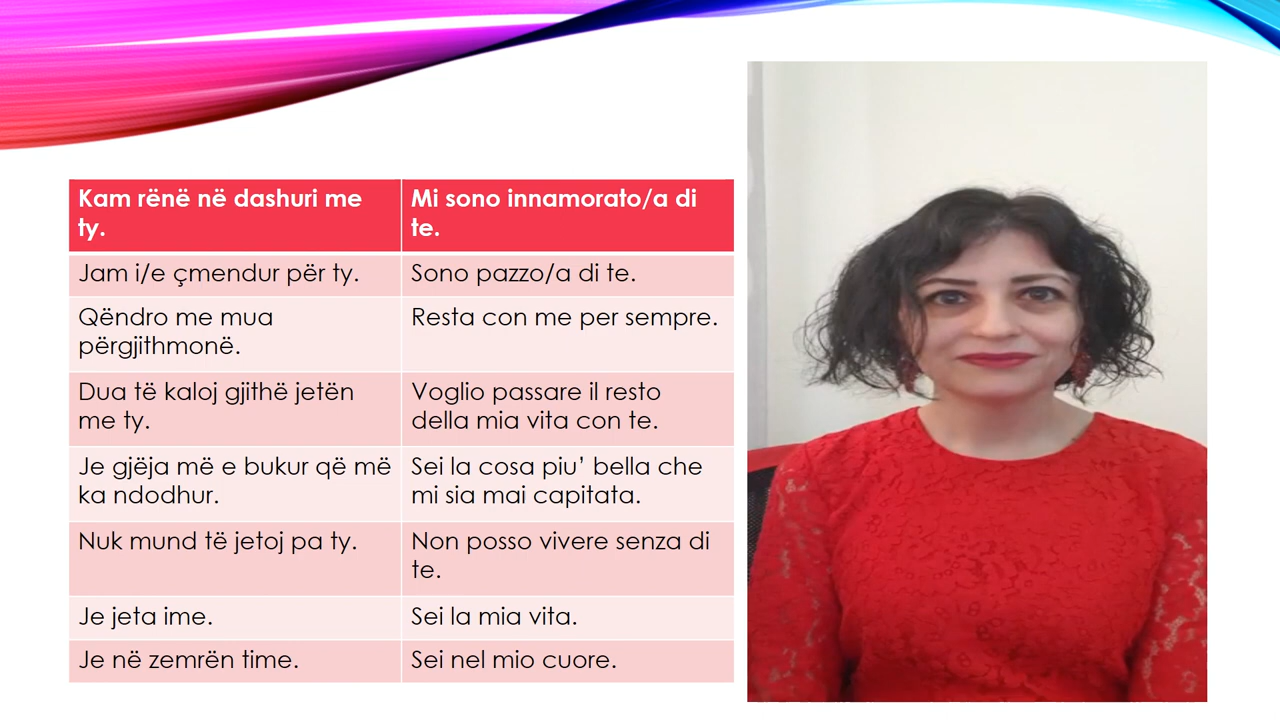 Kam rënë në dashuri me
ty.
Mi sono innamorato/a di
te.
Jam i/e çmendur për ty.
Sono pazzo/a di te.
Qëndro me mua
përgjithmonë.
Resta con me per sempre.
Dua të kaloj gjithë jetën
me ty.
Voglio passare il resto
della mia vita con te.
Je gjëja më e bukur që më
ka ndodhur.
Sei la cosa piu’ bella che
mi sia mai capitata.
Nuk mund të jetoj pa ty.
Non posso vivere senza di
te.
Je jeta ime.
Sei la mia vita.
Je në zemrën time.
Sei nel mio cuore.